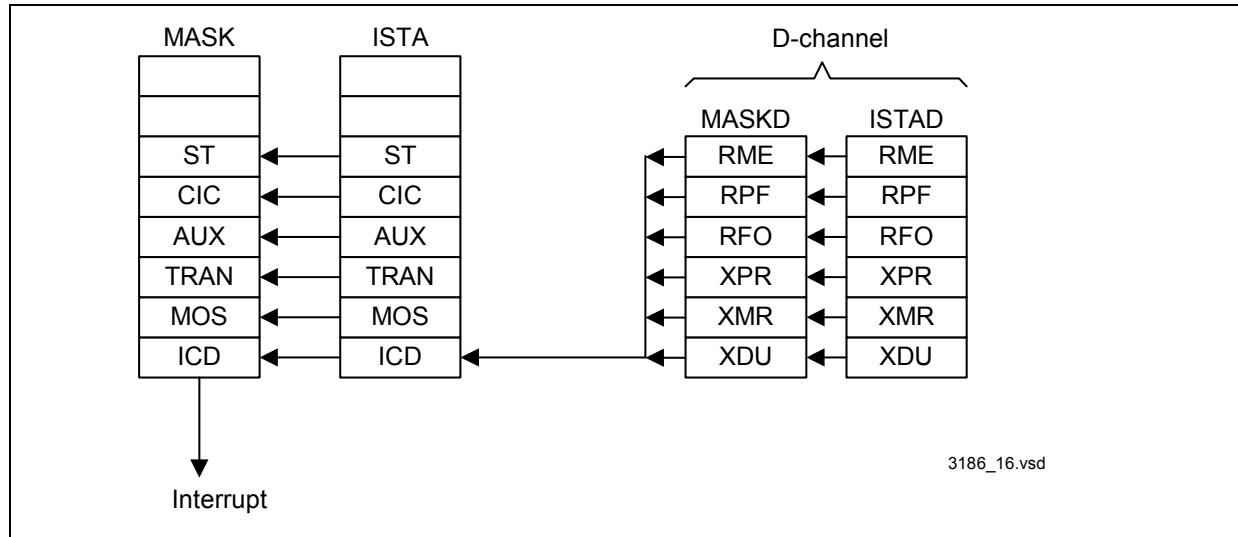 MASK ISTA D-channel
MASKD ISTAD
ST ST RME RME
CIC CIC RPF RPF
AUX AUX RFO RFO
TRAN TRAN XPR XPR
MOS MOS XMR XMR
ICD ICD XDU XDU
3186_16.vsd
Interrupt